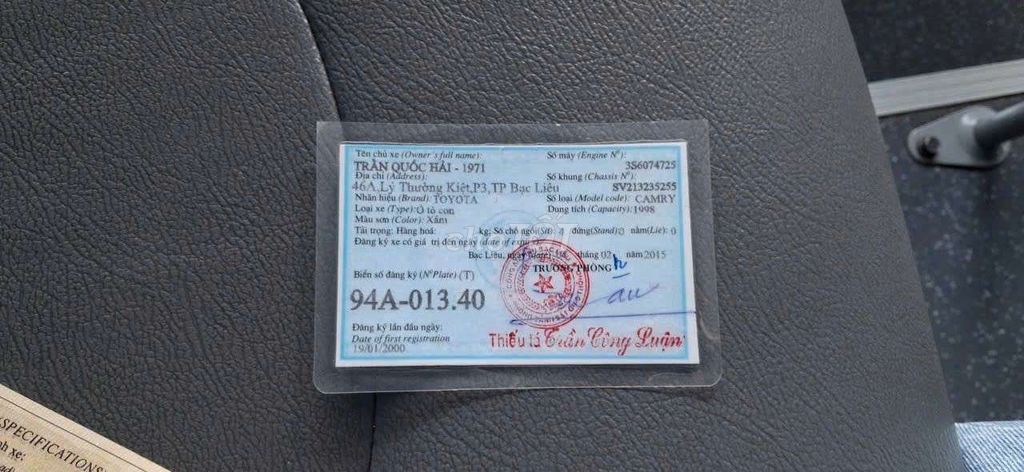 Tên chủ xe (Owner's full name):
TRẦN QUỐC HẢI - 1971
Địa chỉ (Address):
46A,Lý Thường Kiệt,P3,TP Bạc Liêu
Nhãn hiệu (Brand): TOYOTA
Loại xe (Type): Ô tô con
Màu sơn (Color): Xám
Số máy (Engine Nº):
3S6074725
Số khung (Chassis Nº):
SV213235255
Số loại (Model code): CAMRY
Dung tích (Capacity): 1998
Tải trọng: Hàng hoá: kg; Số chỗ ngồi(Sit) đứng(Stand) 0 nằm(Lie): 0
Đăng ký xe có giá trị đến ngày (date of expiry):
Bạc Liêu, ngày (date) tháng 02 năm 2015
TRƯỞNG PHÒNG
Biển số đăng ký (NºPlate) (T)
94A-013.40
Đăng ký lần đầu ngày:
Date of first registration
19/01/2000
Thiếu tá Trần Công Luận
SPECIFICATIONS
h xe: